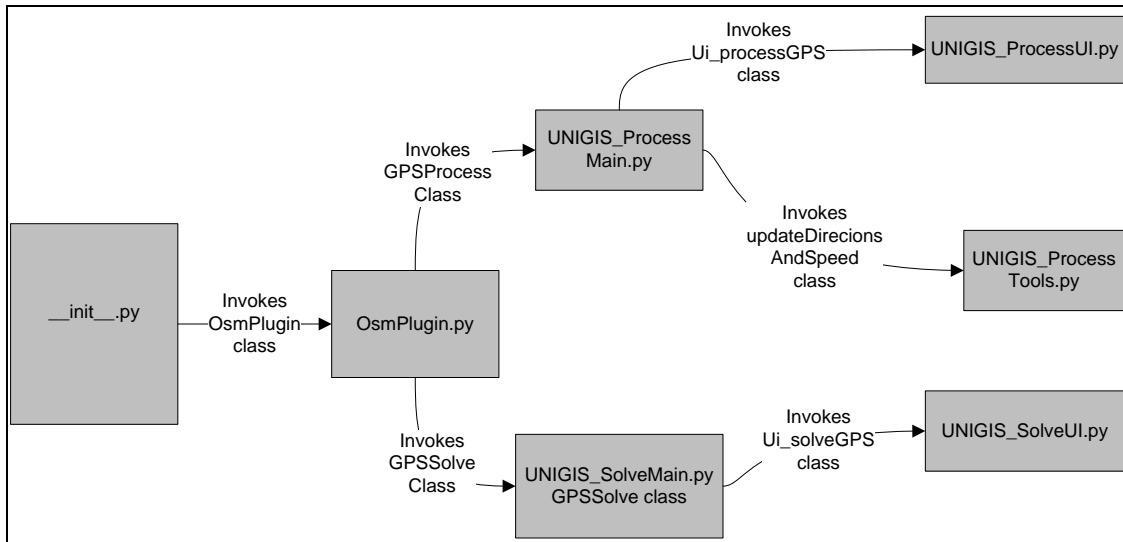 Invokes
Ui_processGPS
class
UNIGIS_ProcessUI.py
UNIGIS_Process
Main.py
Invokes
GPSProcess
Class
Invokes
updateDirecions
AndSpeed
class
UNIGIS_Process
Tools.py
__init__.py
Invokes
OsmPlugin
class
OsmPlugin.py
Invokes
GPSSolve
Class
UNIGIS_SolveMain.py
GPSSolve class
Invokes
Ui_solveGPS
class
UNIGIS_SolveUI.py